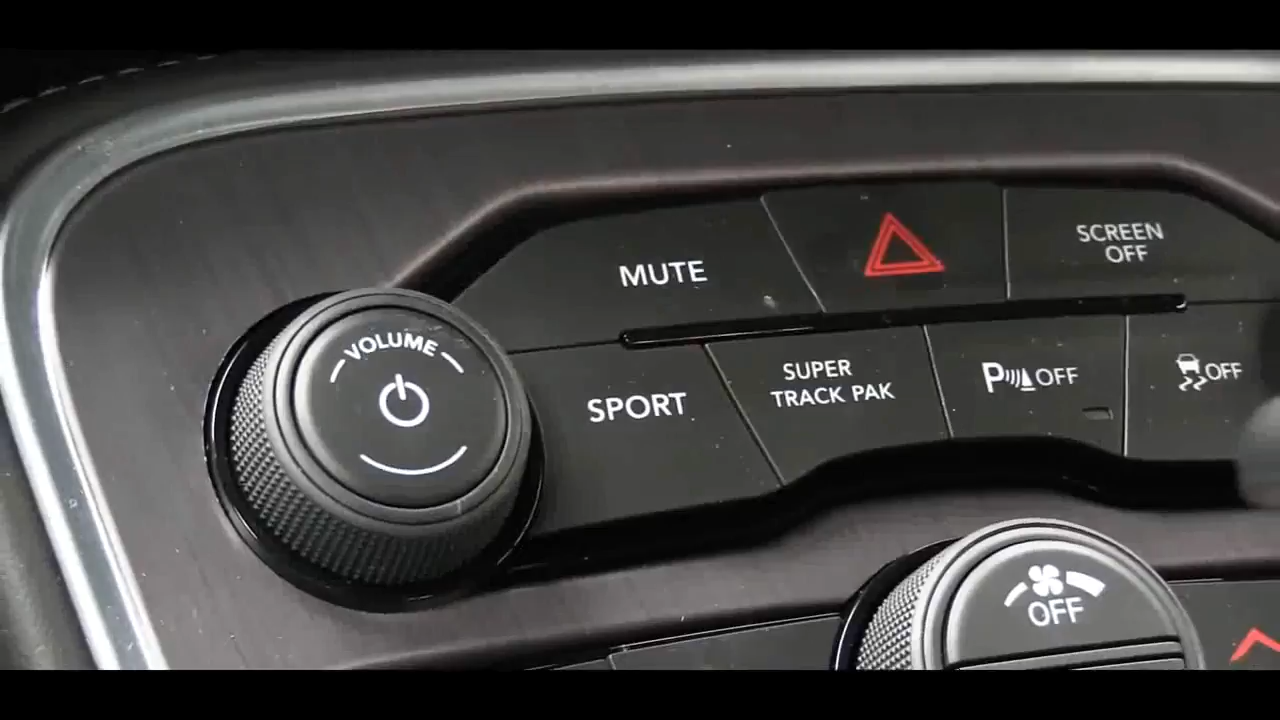 MUTE
SCREEN
OFF
VOLUME
SPORT
SUPER
TRACK PAK
P OFF
OFF
OFF